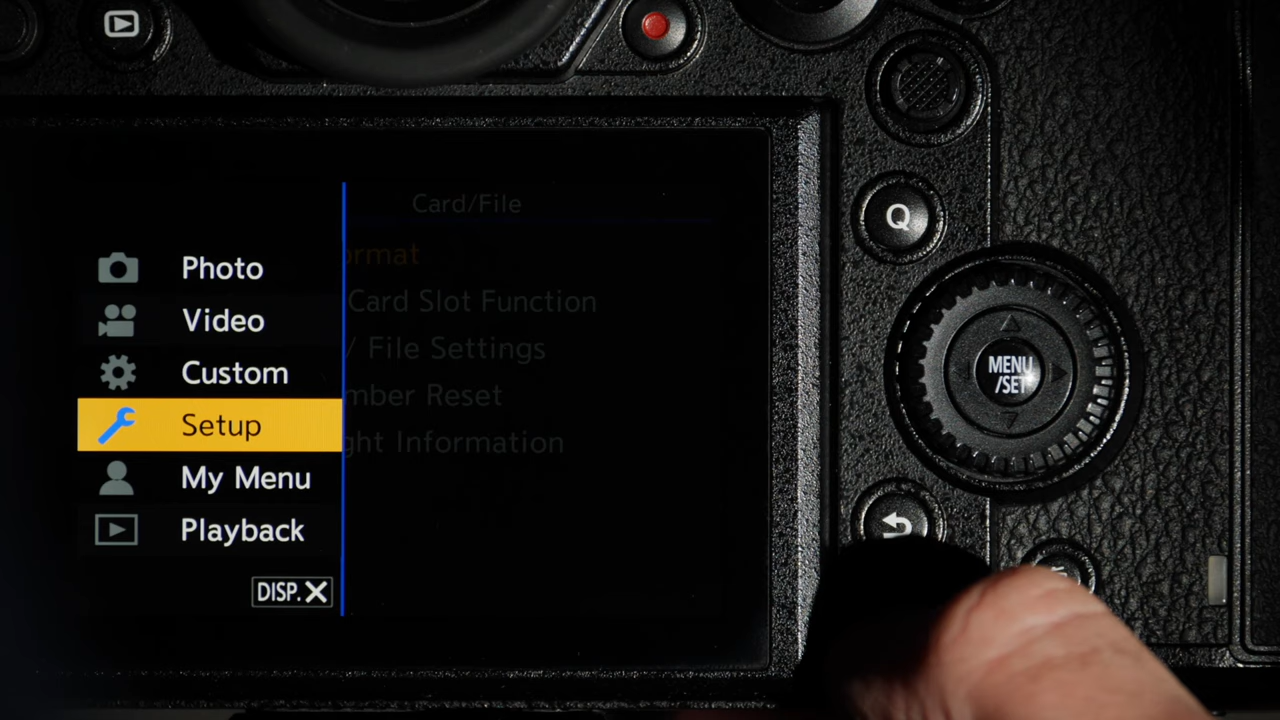 Card/File
ormat
Card Slot Function
/ File Settings
mber Reset
ght Information
Photo
Video
Custom
Setup
My Menu
Playback
DISP.
Q
MENU
/SET